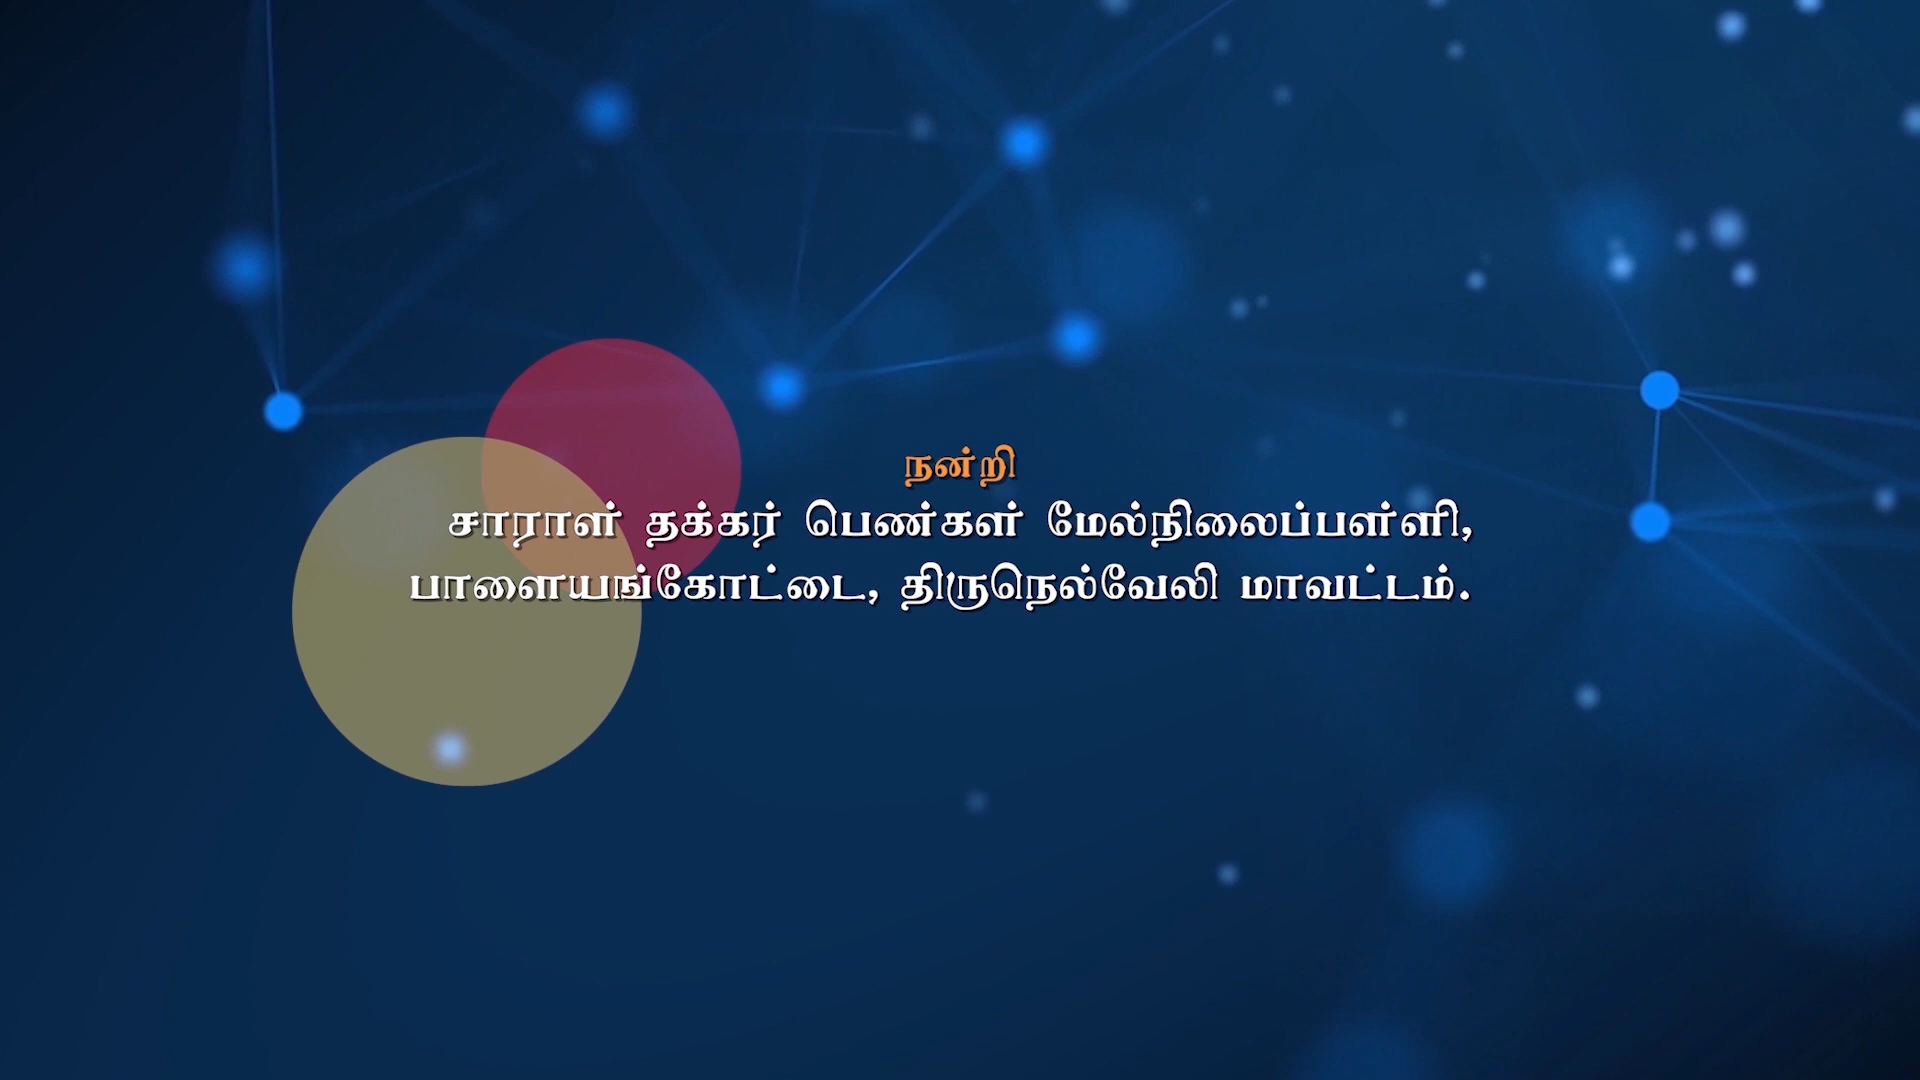 நன்றி
சாராள் தக்கர் பெண்கள் மேல்நிலைப்பள்ளி,
பாளையங்கோட்டை, திருநெல்வேலி மாவட்டம்.